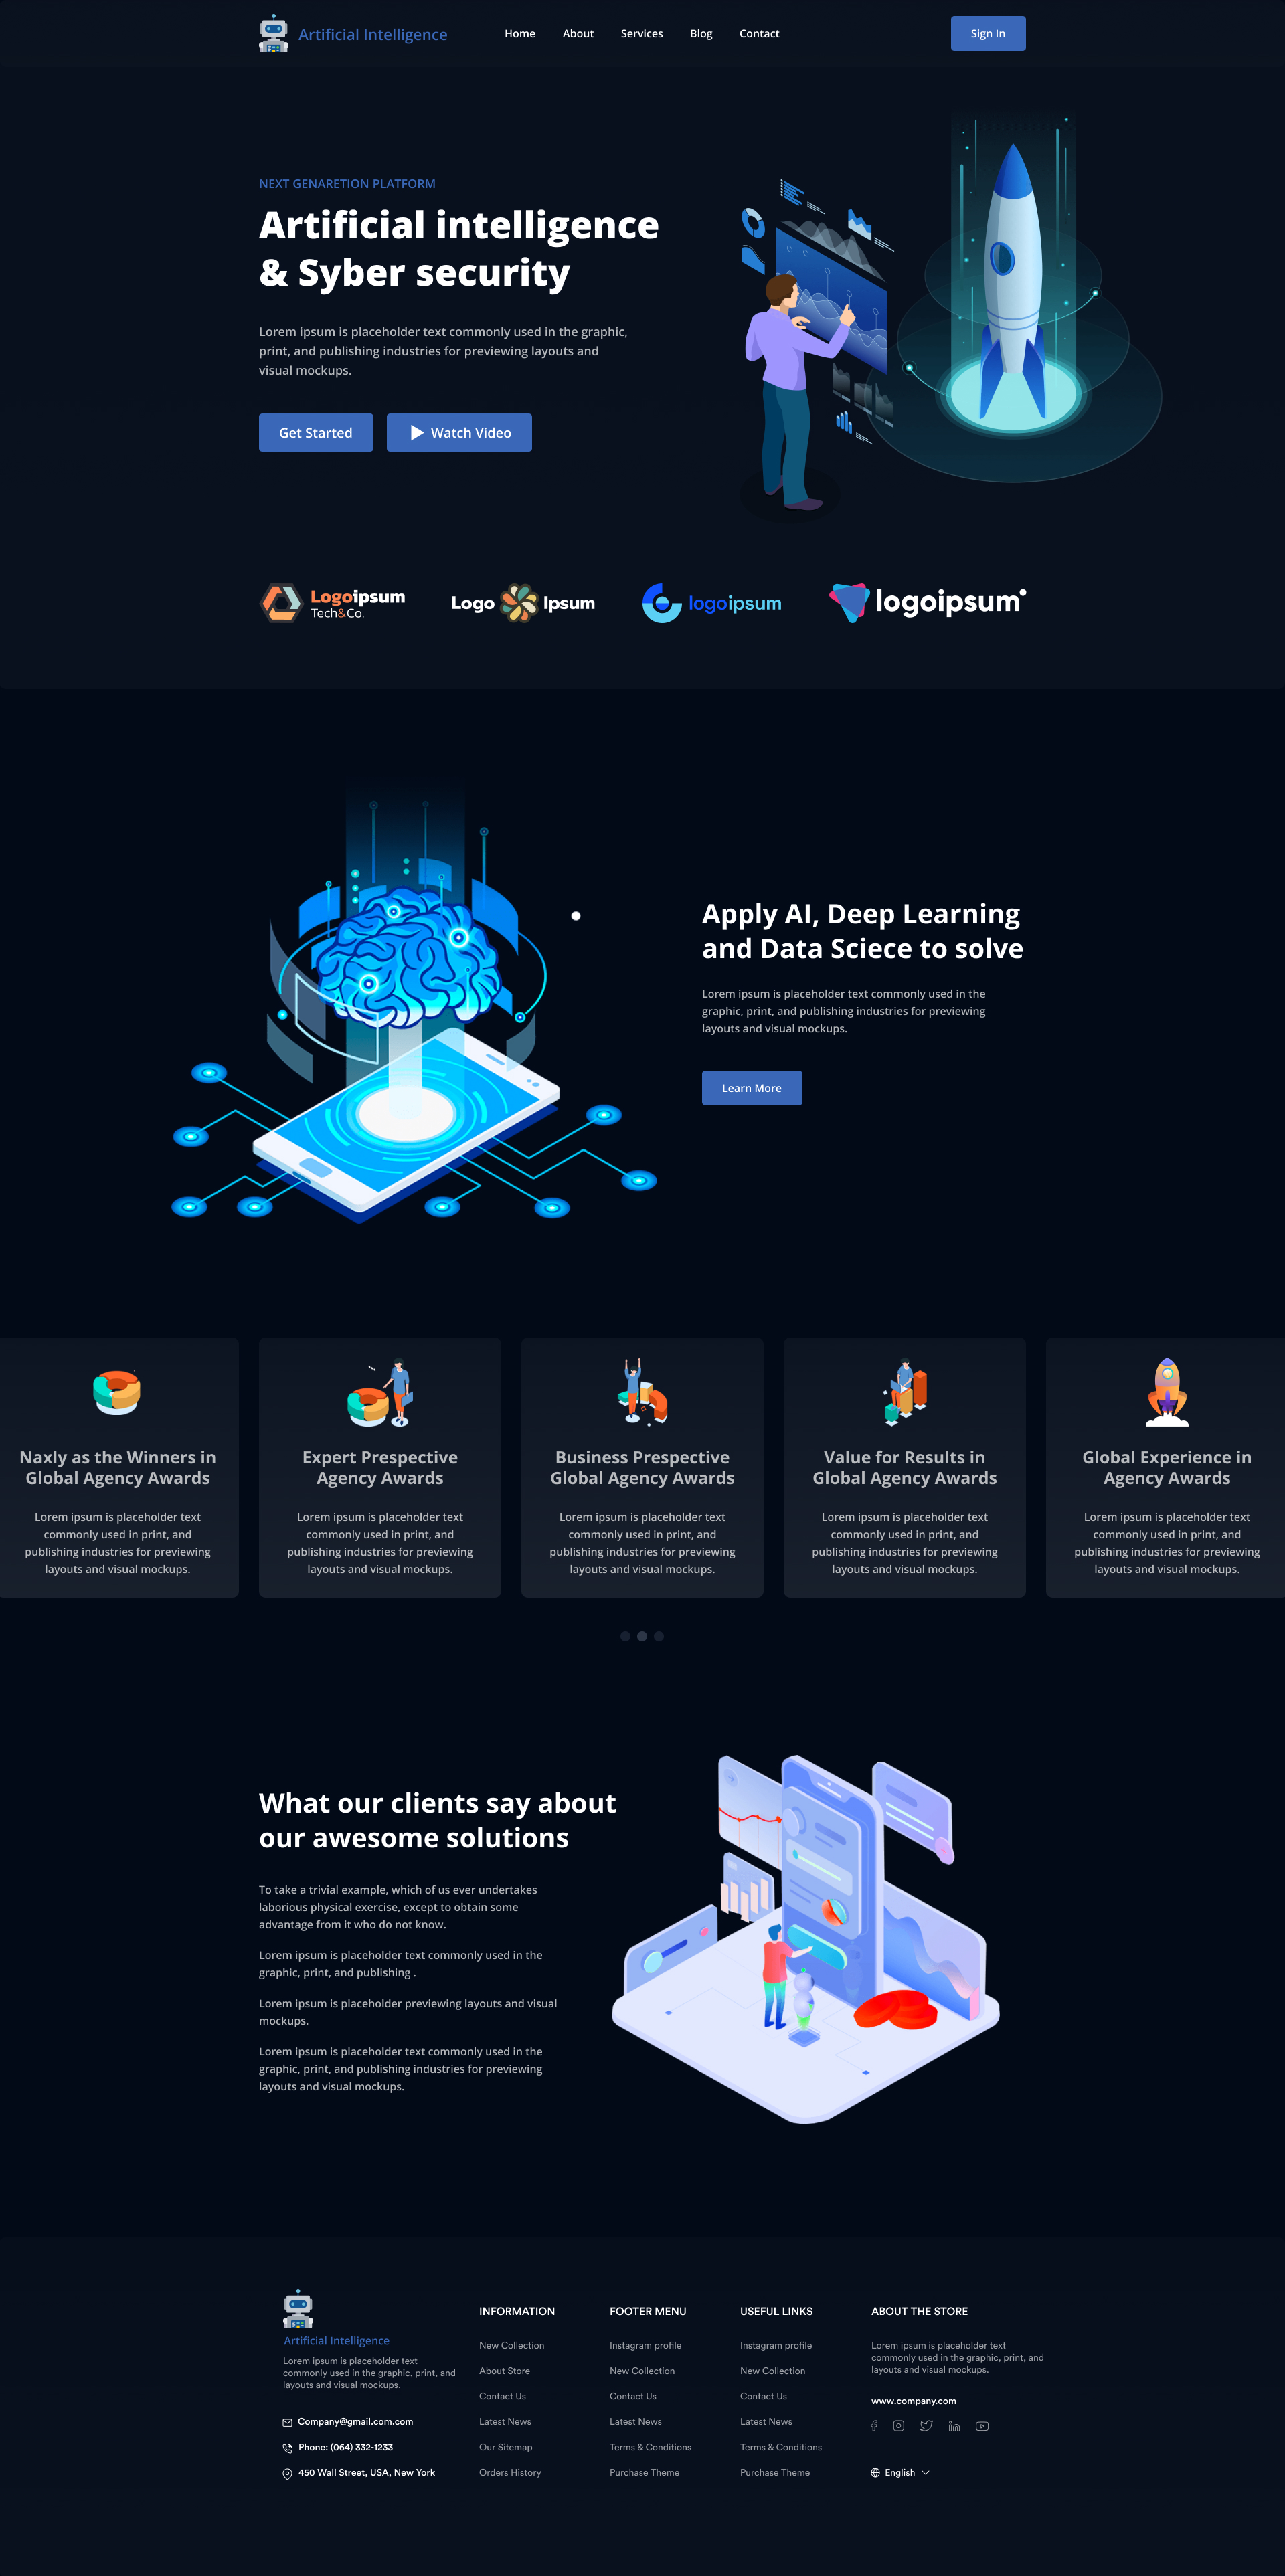 Artificial Intelligence
Home
About
Services
Blog
Contact
Sign In
NEXT GENARETION PLATFORM
Artificial intelligence
& Syber security
Lorem ipsum is placeholder text commonly used in the graphic,
print, and publishing industries for previewing layouts and
visual mockups.
Get Started
Watch Video
Logoipsum
Tech&Co.
Logo Ipsum
logoipsum
logoipsum
Apply AI, Deep Learning
and Data Sciece to solve
Lorem ipsum is placeholder text commonly used in the
graphic, print, and publishing industries for previewing
layouts and visual mockups.
Learn More
Naxly as the Winners in
Global Agency Awards
Lorem ipsum is placeholder text
commonly used in print, and
publishing industries for previewing
layouts and visual mockups.
Expert Prespective
Agency Awards
Lorem ipsum is placeholder text
commonly used in print, and
publishing industries for previewing
layouts and visual mockups.
Business Prespective
Global Agency Awards
Lorem ipsum is placeholder text
commonly used in print, and
publishing industries for previewing
layouts and visual mockups.
Value for Results in
Global Agency Awards
Lorem ipsum is placeholder text
commonly used in print, and
publishing industries for previewing
layouts and visual mockups.
Global Experience in
Agency Awards
Lorem ipsum is placeholder text
commonly used in print, and
publishing industries for previewing
layouts and visual mockups.
What our clients say about
our awesome solutions
To take a trivial example, which of us ever undertakes
laborious physical exercise, except to obtain some
advantage from it who do not know.
Lorem ipsum is placeholder text commonly used in the
graphic, print, and publishing .
Lorem ipsum is placeholder previewing layouts and visual
mockups.
Lorem ipsum is placeholder text commonly used in the
graphic, print, and publishing industries for previewing
layouts and visual mockups.
Artificial Intelligence
Lorem ipsum is placeholder text
commonly used in the graphic, print, and
layouts and visual mockups.
Company@gmail.com.com
Phone: (064) 332-1233
450 Wall Street, USA, New York
INFORMATION
New Collection
About Store
Contact Us
Latest News
Our Sitemap
Orders History
FOOTER MENU
Instagram profile
New Collection
Contact Us
Latest News
Terms & Conditions
Purchase Theme
USEFUL LINKS
Instagram profile
New Collection
Contact Us
Latest News
Terms & Conditions
Purchase Theme
ABOUT THE STORE
Lorem ipsum is placeholder text
commonly used in the graphic, print, and
layouts and visual mockups.
www.company.com
English